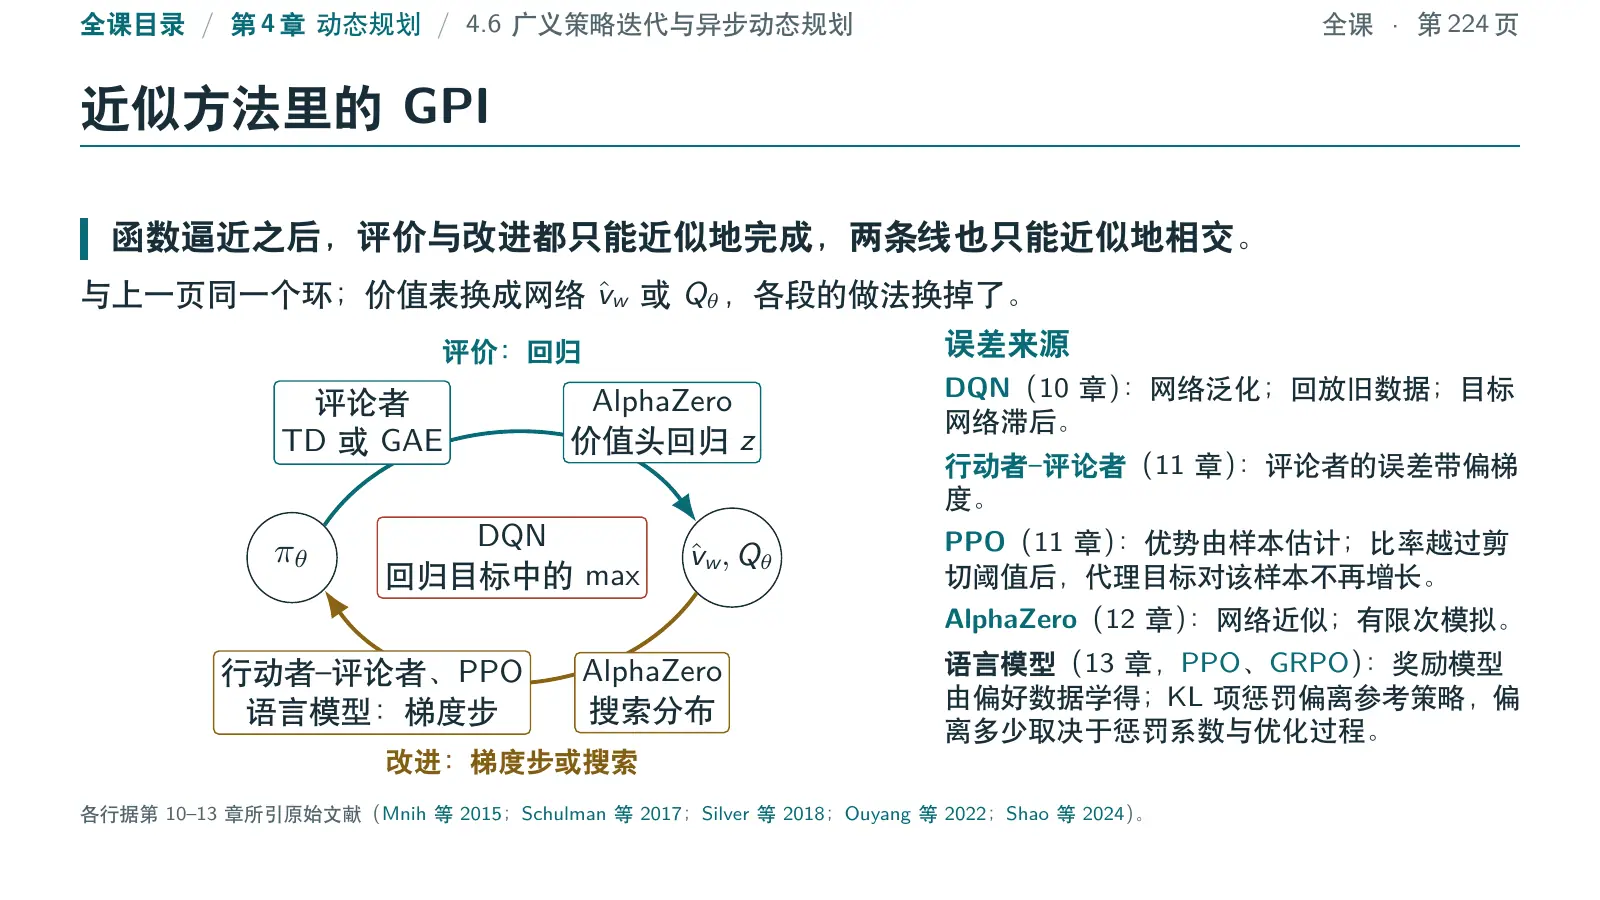 全课目录 / 第 4 章 动态规划 / 4.6 广义策略迭代与异步动态规划
全课 · 第 224 页
近似方法里的 GPI
函数逼近之后，评价与改进都只能近似地完成，两条线也只能近似地相交。
与上一页同一个环；价值表换成网络 v̂_w 或 Q_θ，各段的做法换掉了。
评价：回归
评论者
TD 或 GAE
AlphaZero
价值头回归 z
π_θ
DQN
回归目标中的 max
v̂_w, Q_θ
行动者–评论者、PPO
语言模型：梯度步
AlphaZero
搜索分布
改进：梯度步或搜索
误差来源
DQN（10 章）：网络泛化；回放旧数据；目标
网络滞后。
行动者–评论者（11 章）：评论者的误差带偏梯
度。
PPO（11 章）：优势由样本估计；比率越过剪
切阈值后，代理目标对该样本不再增长。
AlphaZero（12 章）：网络近似；有限次模拟。
语言模型（13 章，PPO、GRPO）：奖励模型
由偏好数据学得；KL 项惩罚偏离参考策略，偏
离多少取决于惩罚系数与优化过程。
各行据第 10–13 章所引原始文献（Mnih 等 2015；Schulman 等 2017；Silver 等 2018；Ouyang 等 2022；Shao 等 2024）。